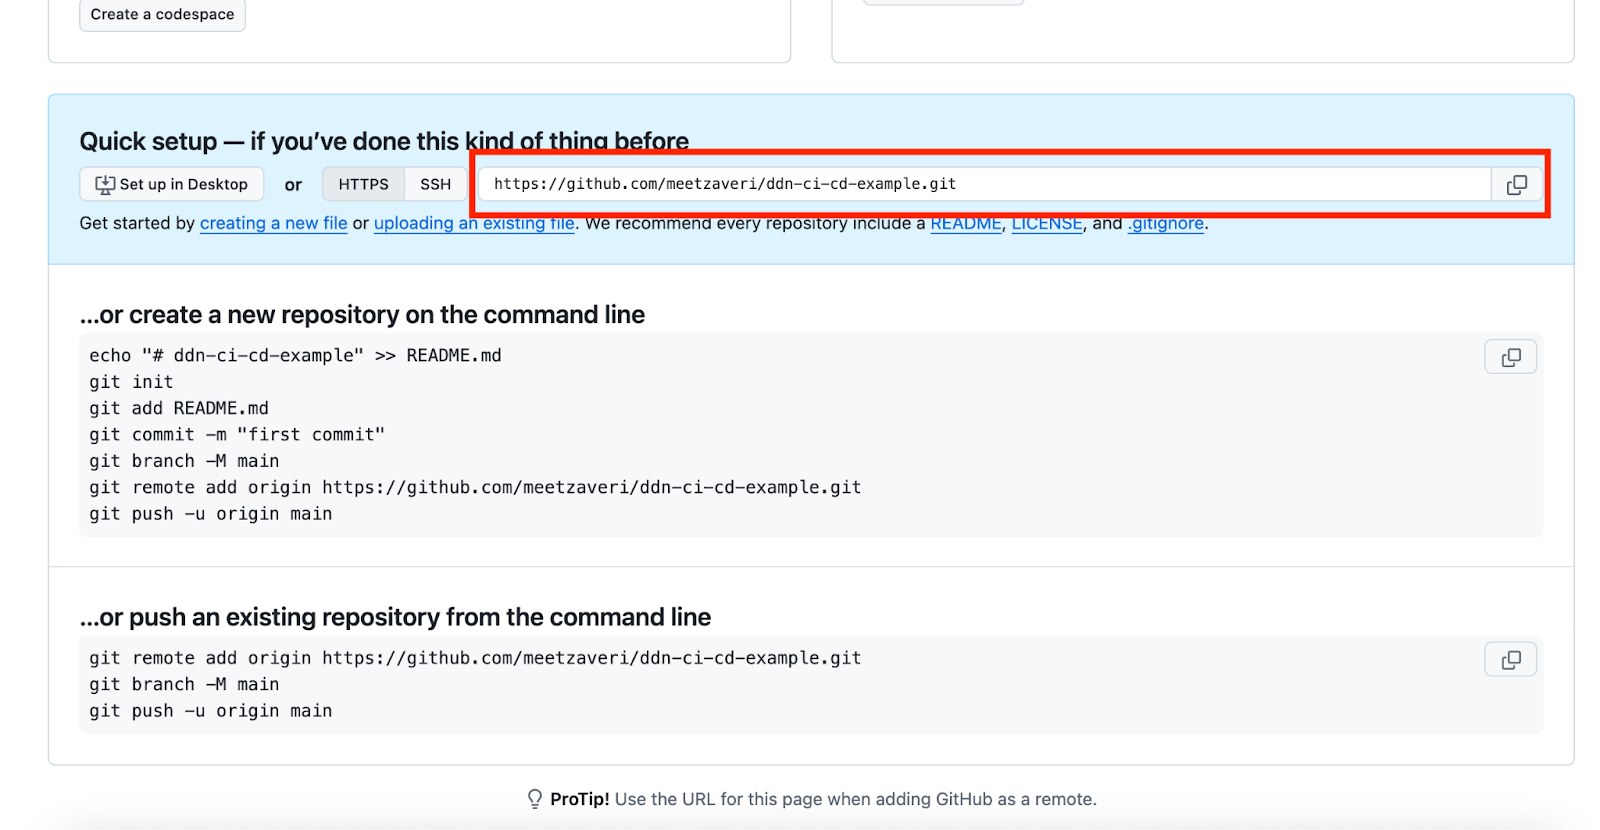 Create a codespace
Quick setup — if you’ve done this kind of thing before
Set up in Desktop or HTTPS SSH https://github.com/meetzaveri/ddn-ci-cd-example.git
Get started by creating a new file or uploading an existing file. We recommend every repository include a README, LICENSE, and .gitignore.
…or create a new repository on the command line
echo "# ddn-ci-cd-example" >> README.md
git init
git add README.md
git commit -m "first commit"
git branch -M main
git remote add origin https://github.com/meetzaveri/ddn-ci-cd-example.git
git push -u origin main
…or push an existing repository from the command line
git remote add origin https://github.com/meetzaveri/ddn-ci-cd-example.git
git branch -M main
git push -u origin main
ProTip! Use the URL for this page when adding GitHub as a remote.